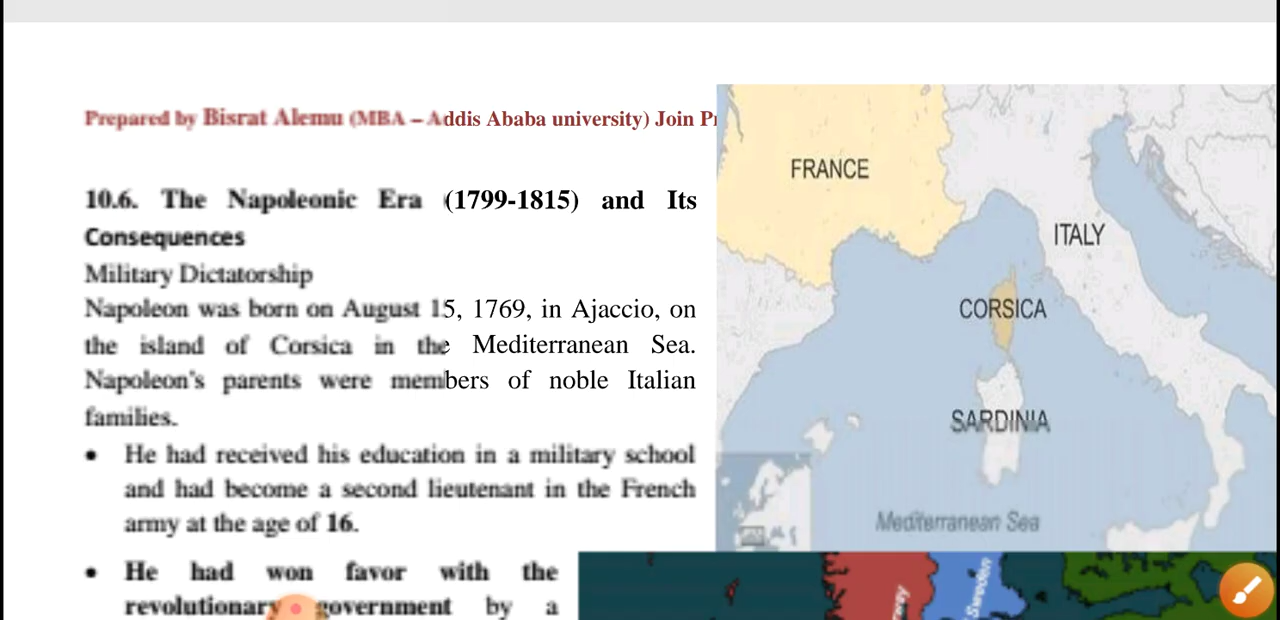 Prepared by Bisrat Alemu (MBA – Addis Ababa university) Join
10.6. The Napoleonic Era (1799-1815) and Its
Consequences
Military Dictatorship
Napoleon was born on August 15, 1769, in Ajaccio, on
the island of Corsica in the Mediterranean Sea.
Napoleon's parents were members of noble Italian
families.
• He had received his education in a military school
and had become a second lieutenant in the French
army at the age of 16.
• He had won favor with the
revolutionary government by a
FRANCE
ITALY
CORSICA
SARDINIA
Mediterranean Sea
Sweden